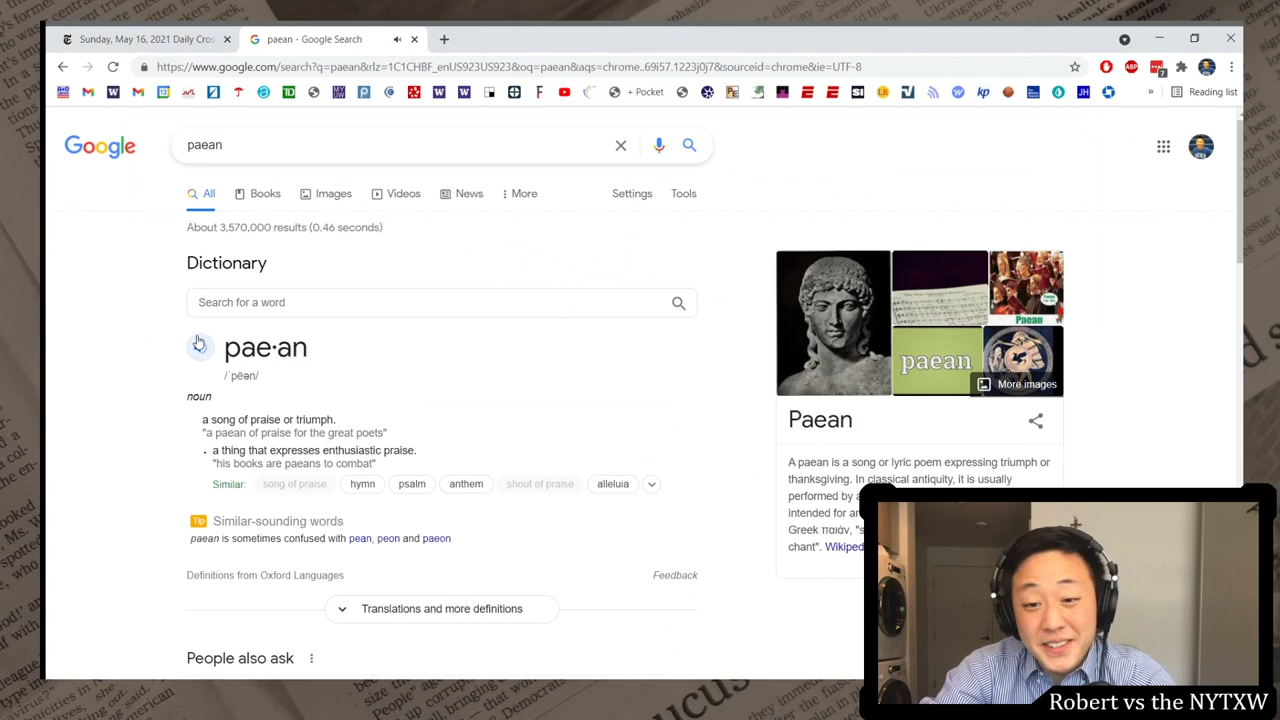 Sunday, May 16, 2021 Daily Cros
paean - Google Search
https://www.google.com/search?q=paean&rlz=1C1CHBF_enUS923US923&oq=paean&aqs=chrome..69i57.1223j0j7&sourceid=chrome&ie=UTF-8
+ Pocket
Reading list
Google
paean
All
Books
Images
Videos
News
More
Settings
Tools
About 3,570,000 results (0.46 seconds)
Dictionary
Search for a word
pae·an
/ˈpēən/
noun
a song of praise or triumph.
"a paean of praise for the great poets"
a thing that expresses enthusiastic praise.
"his books are paeans to combat"
Similar:
song of praise
hymn
psalm
anthem
shout of praise
alleluia
Tip
Similar-sounding words
paean is sometimes confused with pean, peon and paeon
Definitions from Oxford Languages
Feedback
Translations and more definitions
People also ask
Paean
paean
More images
Paean
A paean is a song or lyric poem expressing triumph or
thanksgiving. In classical antiquity, it is usually
performed by a
intended for an
Greek παιάν, "s
chant". Wikiped
Robert vs the NYTXW